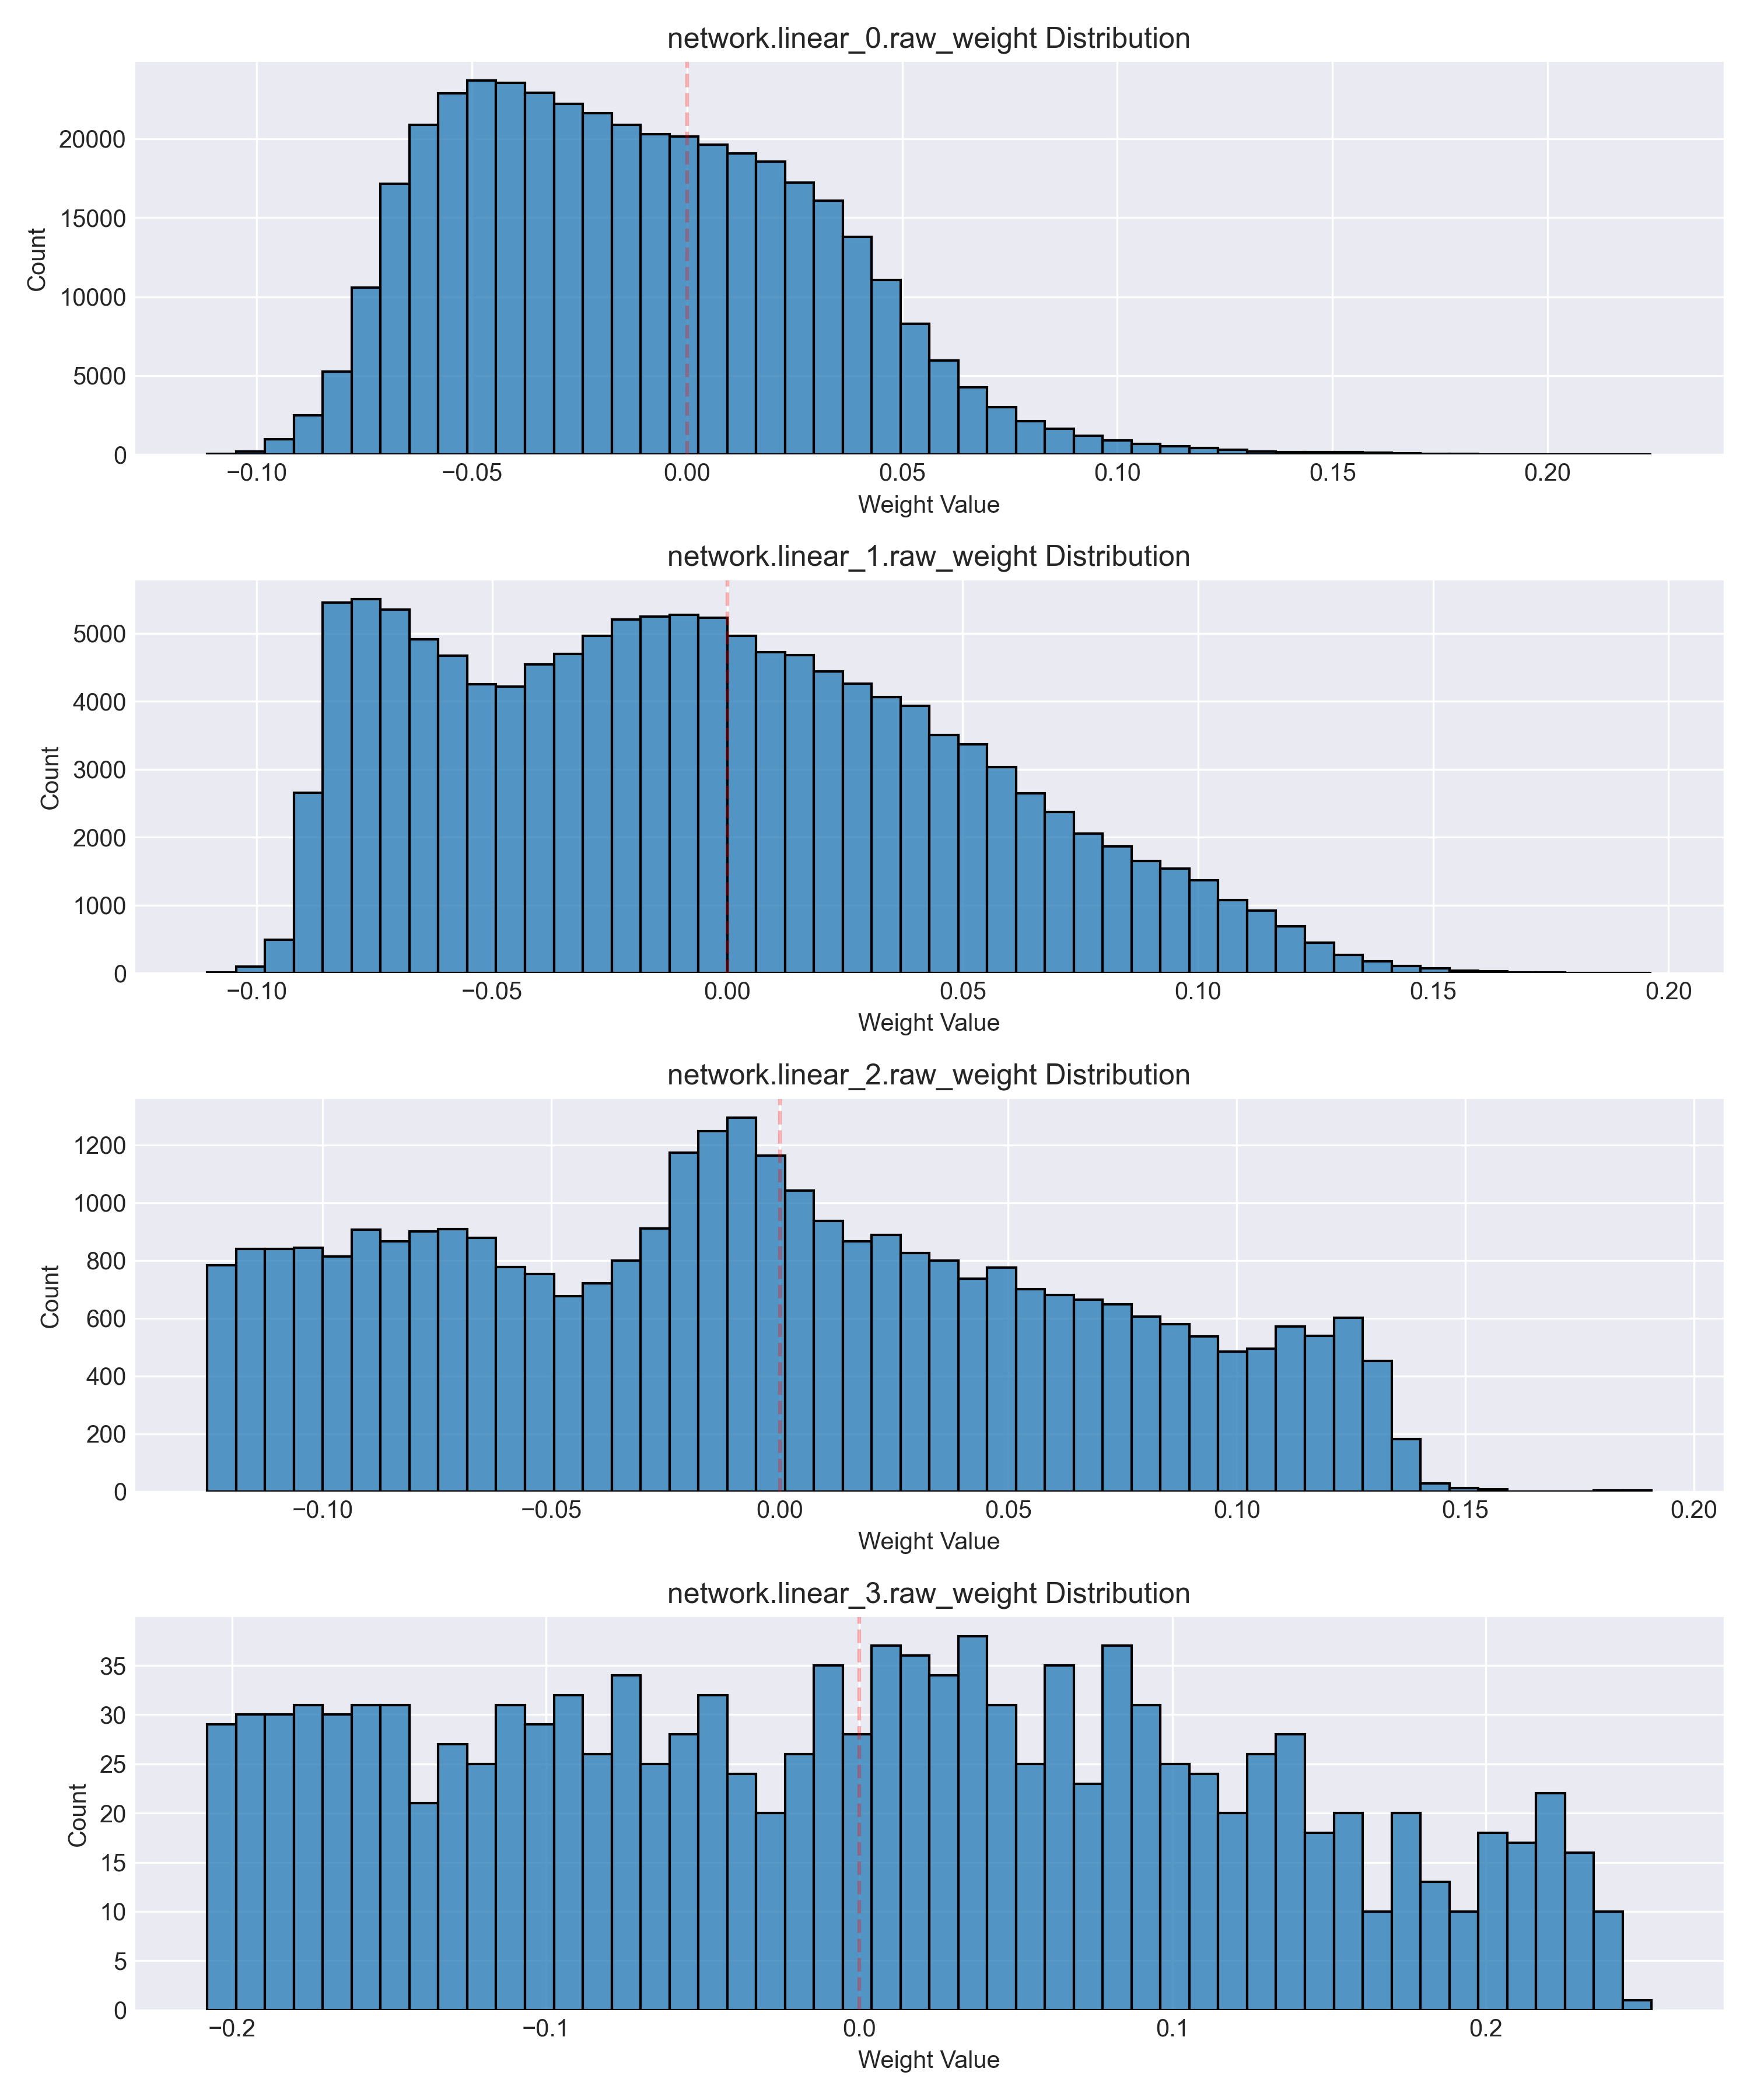 network.linear_0.raw_weight Distribution
Count
20000
15000
10000
5000
0
−0.10 −0.05 0.00 0.05 0.10 0.15 0.20
Weight Value
network.linear_1.raw_weight Distribution
Count
5000
4000
3000
2000
1000
0
−0.10 −0.05 0.00 0.05 0.10 0.15 0.20
Weight Value
network.linear_2.raw_weight Distribution
Count
1200
1000
800
600
400
200
0
−0.10 −0.05 0.00 0.05 0.10 0.15 0.20
Weight Value
network.linear_3.raw_weight Distribution
Count
35
30
25
20
15
10
5
0
−0.2 −0.1 0.0 0.1 0.2
Weight Value